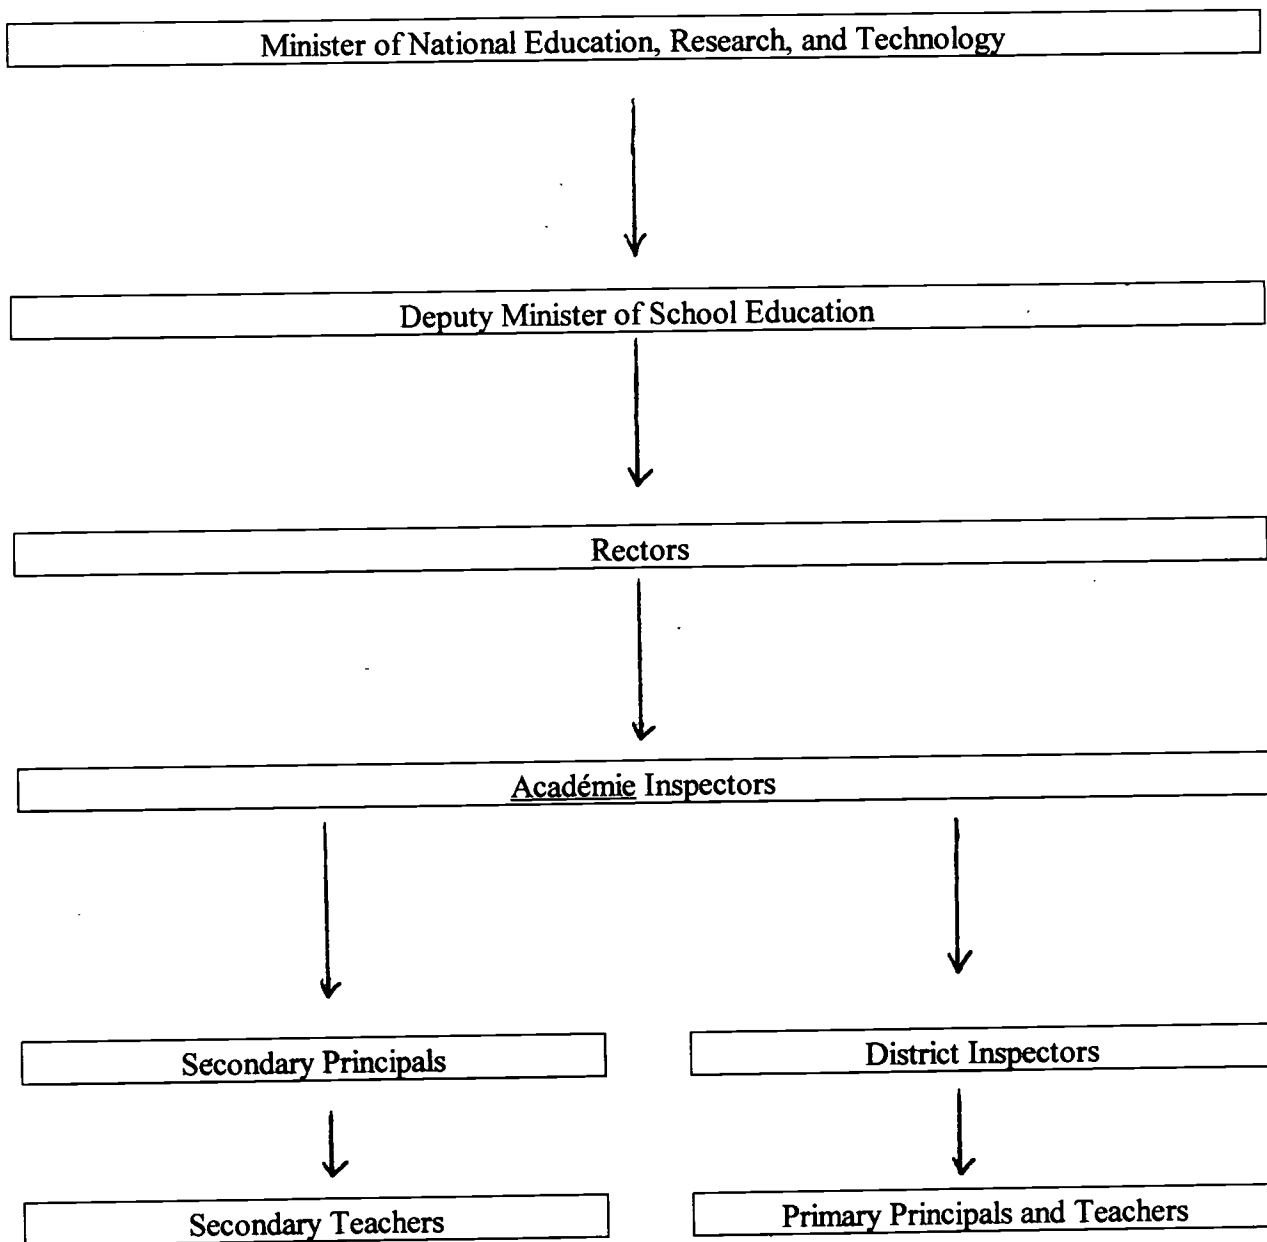 Minister of National Education, Research, and Technology
Deputy Minister of School Education
Rectors
Académie Inspectors
Secondary Principals
District Inspectors
Secondary Teachers
Primary Principals and Teachers